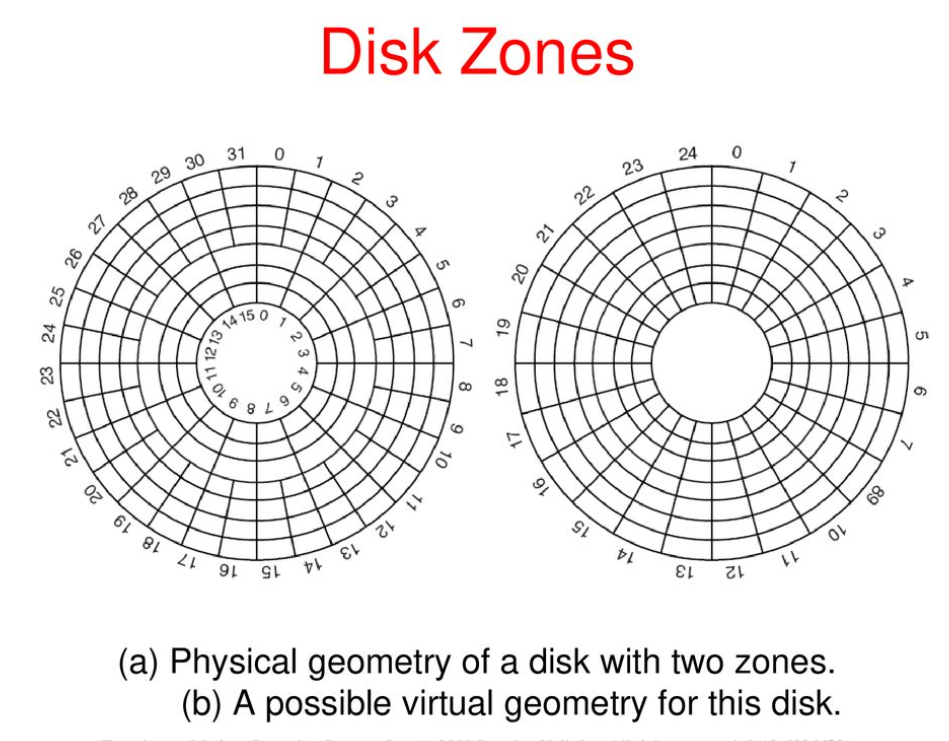 Disk Zones
31 0 1 2 3 4 5 6 7 8 9 10 11 12 13 14 15 16 17 18 19 20 21 22 23 24 25 26 27 28 29 30
15 0 1 2 3 4 5 6 7 8 9 10 11 12 13 14
24 0 1 2 3 4 5 6 7 89 10 11 12 13 14 15 16 17 18 19 20 21 22 23
(a) Physical geometry of a disk with two zones.
(b) A possible virtual geometry for this disk.